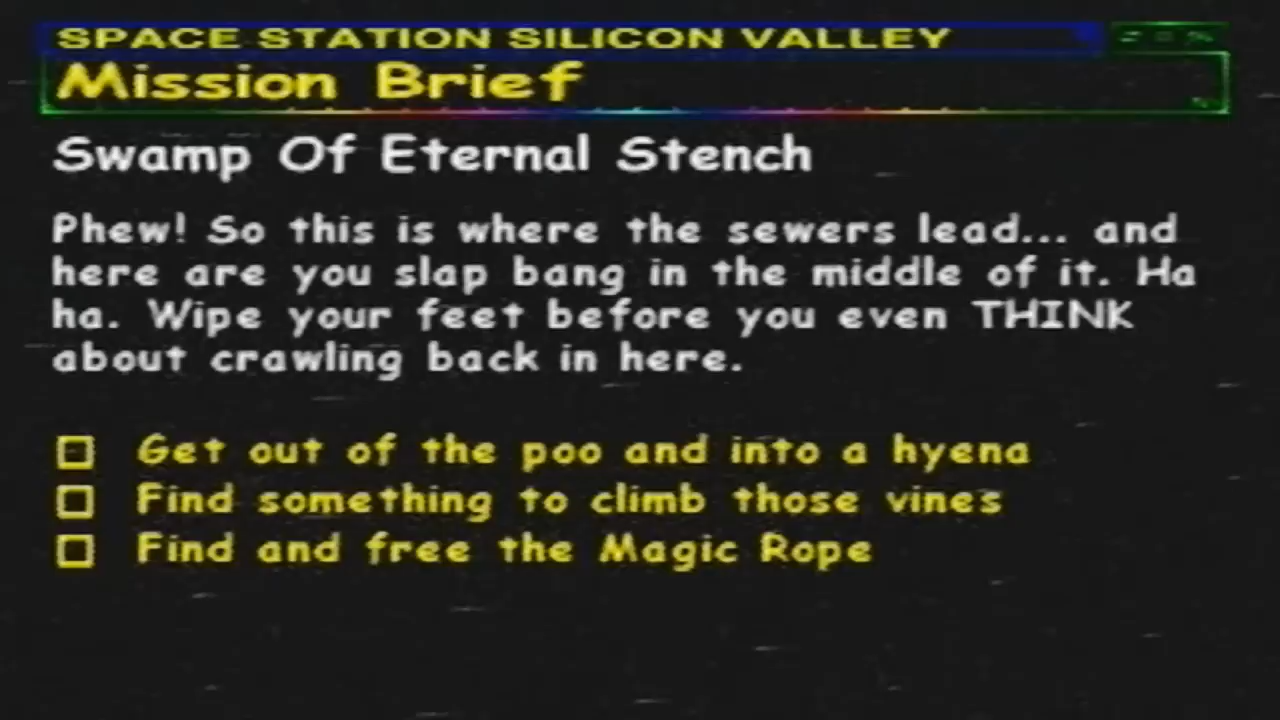 SPACE STATION SILICON VALLEY
Mission Brief
Swamp Of Eternal Stench
Phew! So this is where the sewers lead... and
here are you slap bang in the middle of it. Ha
ha. Wipe your feet before you even THINK
about crawling back in here.
Get out of the poo and into a hyena
Find something to climb those vines
Find and free the Magic Rope